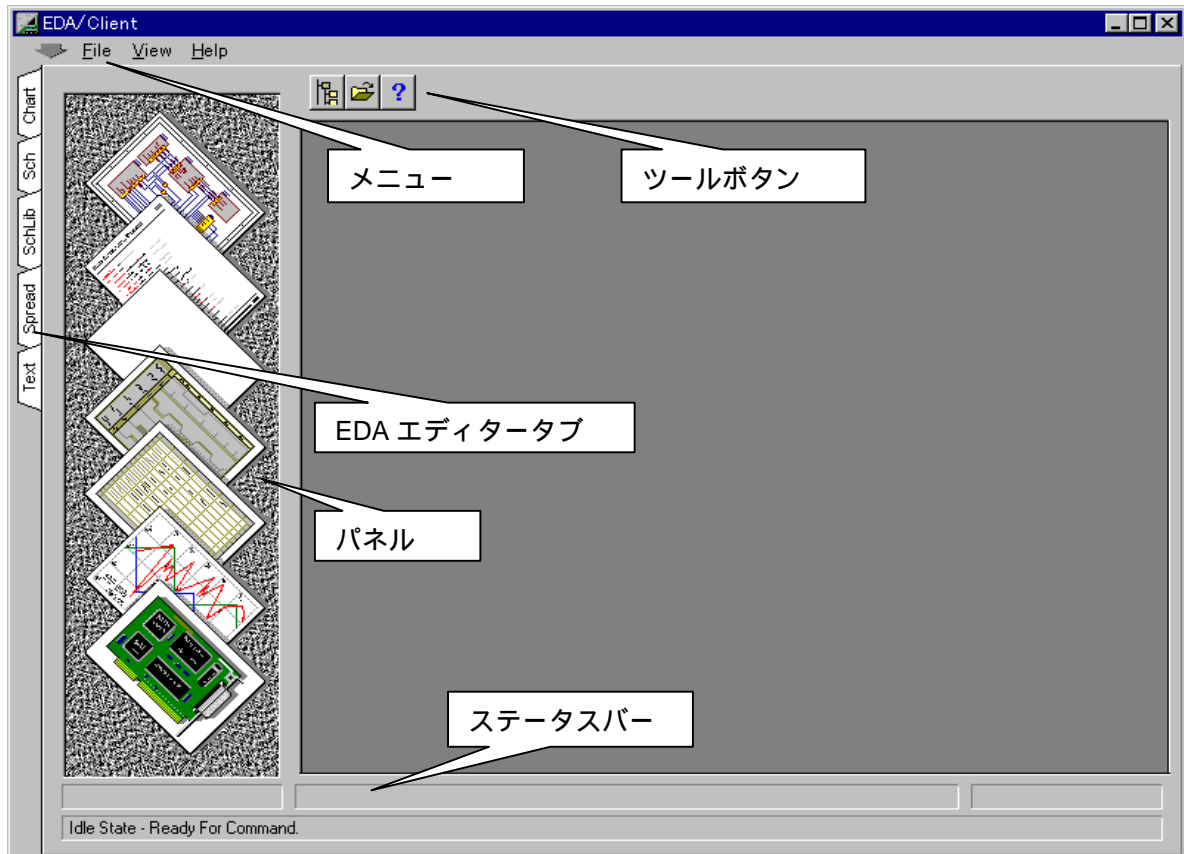 EDA/Client
File View Help
Chart
Sch
SchLib
Spread
Text
?
メニュー
ツールボタン
EDA エディタータブ
パネル
ステータスバー
Idle State - Ready For Command.